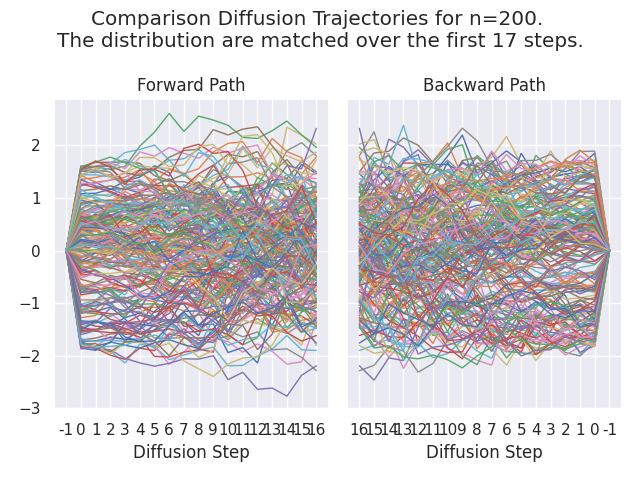 Comparison Diffusion Trajectories for n=200.
The distribution are matched over the first 17 steps.
Forward Path
Backward Path
2
1
0
−1
−2
−3
-1 0 1 2 3 4 5 6 7 8 9 10 11 12 13 14 15 16
16 15 14 13 12 11 10 9 8 7 6 5 4 3 2 1 0 -1
Diffusion Step
Diffusion Step